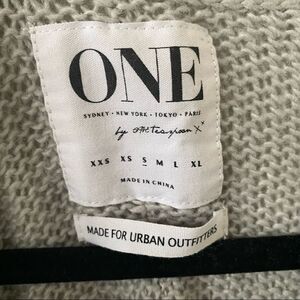 ONE
SYDNEY • NEW YORK • TOKYO • PARIS
by one teaspoon xx
XXS XS S M L XL
MADE IN CHINA
MADE FOR URBAN OUTFITTERS